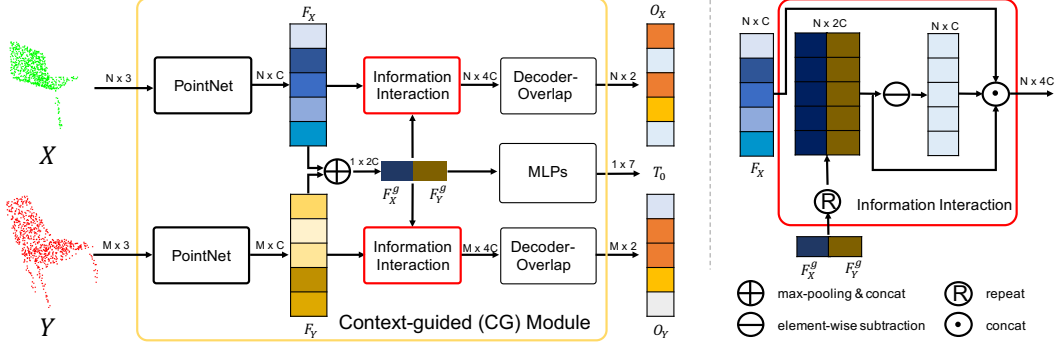 F_X
O_X
N x 3
PointNet
N x C
Information
Interaction
N x 4C
Decoder-
Overlap
N x 2
X
1 x 2C
F_X^g
F_Y^g
MLPs
1 x 7
T_0
M x 3
PointNet
M x C
Information
Interaction
M x 4C
Decoder-
Overlap
M x 2
Y
F_Y
Context-guided (CG) Module
O_Y
N x C
N x 2C
N x C
N x 4C
F_X
R
Information Interaction
F_X^g
F_Y^g
max-pooling & concat
R
repeat
element-wise subtraction
concat